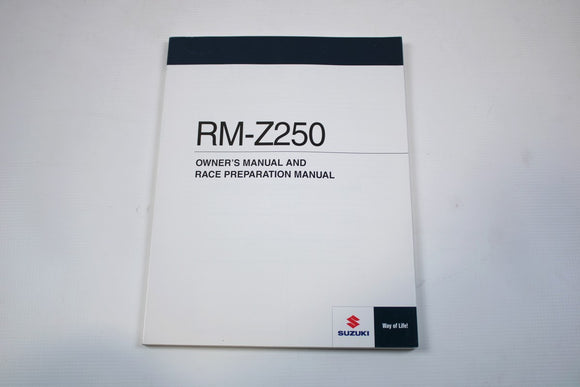 RM-Z250
OWNER'S MANUAL AND
RACE PREPARATION MANUAL
SUZUKI
Way of Life!